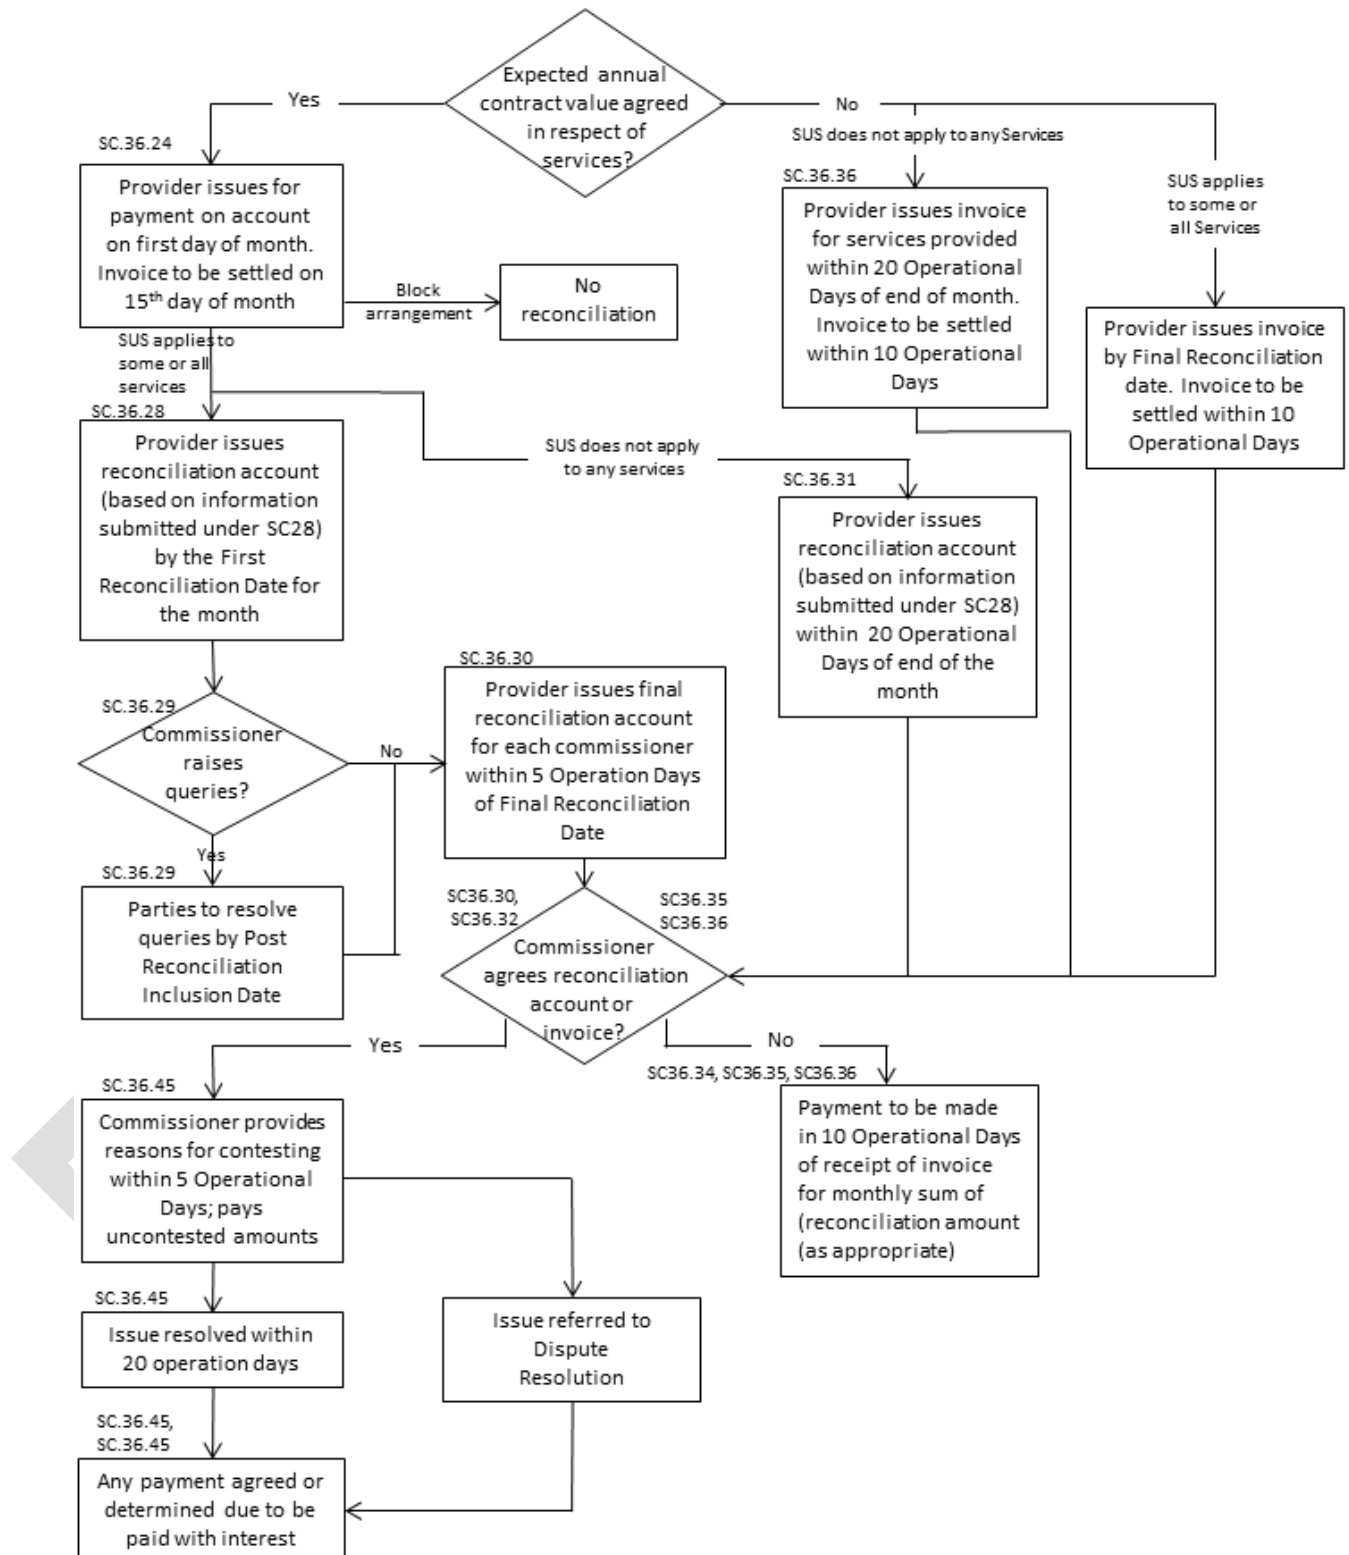 Expected annual
contract value agreed
in respect of
services?
Yes
No
SC.36.24
Provider issues for
payment on account
on first day of month.
Invoice to be settled on
15th day of month
Block
arrangement
No
reconciliation
SUS does not apply to any Services
SC.36.36
Provider issues invoice
for services provided
within 20 Operational
Days of end of month.
Invoice to be settled
within 10 Operational
Days
SUS applies
to some or
all Services
Provider issues invoice
by Final Reconciliation
date. Invoice to be
settled within 10
Operational Days
SUS applies to
some or all
services
SC.36.28
Provider issues
reconciliation account
(based on information
submitted under SC28)
by the First
Reconciliation Date for
the month
SUS does not apply
to any services
SC.36.31
Provider issues
reconciliation account
(based on information
submitted under SC28)
within 20 Operational
Days of end of the
month
SC.36.29
Commissioner
raises
queries?
No
Yes
SC.36.29
Parties to resolve
queries by Post
Reconciliation
Inclusion Date
SC.36.30
Provider issues final
reconciliation account
for each commissioner
within 5 Operation Days
of Final Reconciliation
Date
SC36.30,
SC36.32
SC36.35
SC36.36
Commissioner
agrees reconciliation
account or
invoice?
Yes
No
SC.36.45
Commissioner provides
reasons for contesting
within 5 Operational
Days; pays
uncontested amounts
SC36.34, SC36.35, SC36.36
Payment to be made
in 10 Operational Days
of receipt of invoice
for monthly sum of
(reconciliation amount
(as appropriate)
SC.36.45
Issue resolved within
20 operation days
Issue referred to
Dispute
Resolution
SC.36.45,
SC.36.45
Any payment agreed or
determined due to be
paid with interest